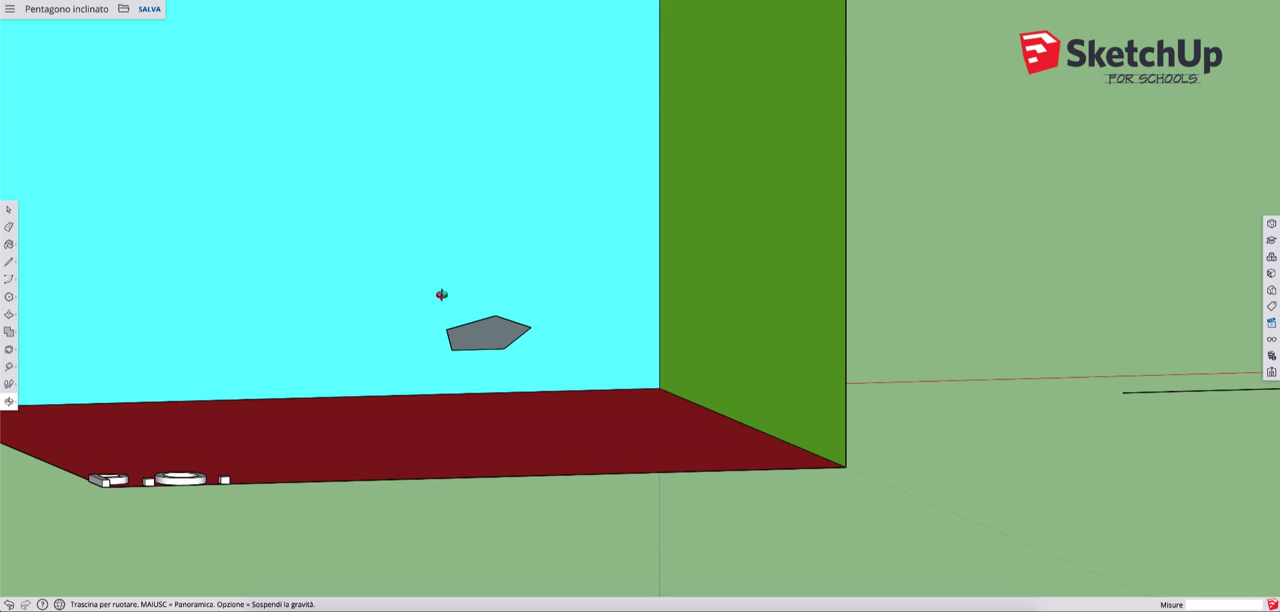 Pentagono inclinato
SALVA
SketchUp
FOR SCHOOLS
Trascina per ruotare. MAIUSC = Panoramica. Opzione = Sospendi la gravità.
Misure